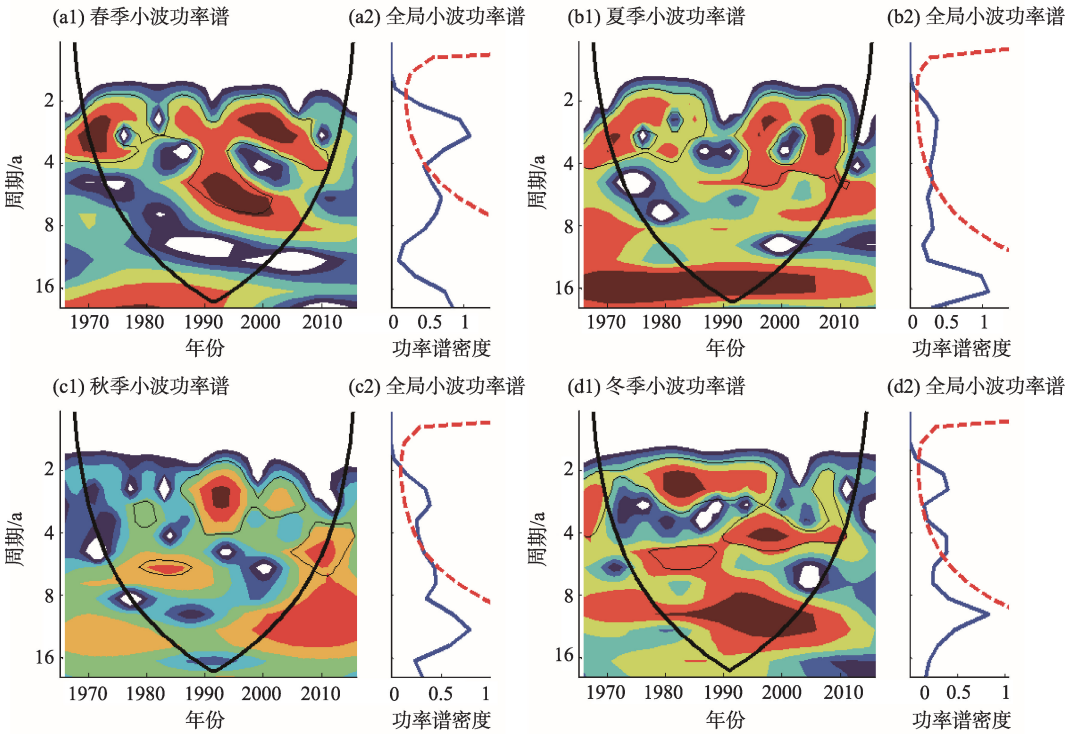 (a1) 春季小波功率谱
(a2) 全局小波功率谱
(b1) 夏季小波功率谱
(b2) 全局小波功率谱
周期/a
2
4
8
16
1970 1980 1990 2000 2010
年份
0 0.5 1
功率谱密度
周期/a
2
4
8
16
1970 1980 1990 2000 2010
年份
0 0.5 1
功率谱密度
(c1) 秋季小波功率谱
(c2) 全局小波功率谱
(d1) 冬季小波功率谱
(d2) 全局小波功率谱
周期/a
2
4
8
16
1970 1980 1990 2000 2010
年份
0 0.5 1
功率谱密度
周期/a
2
4
8
16
1970 1980 1990 2000 2010
年份
0 0.5 1
功率谱密度